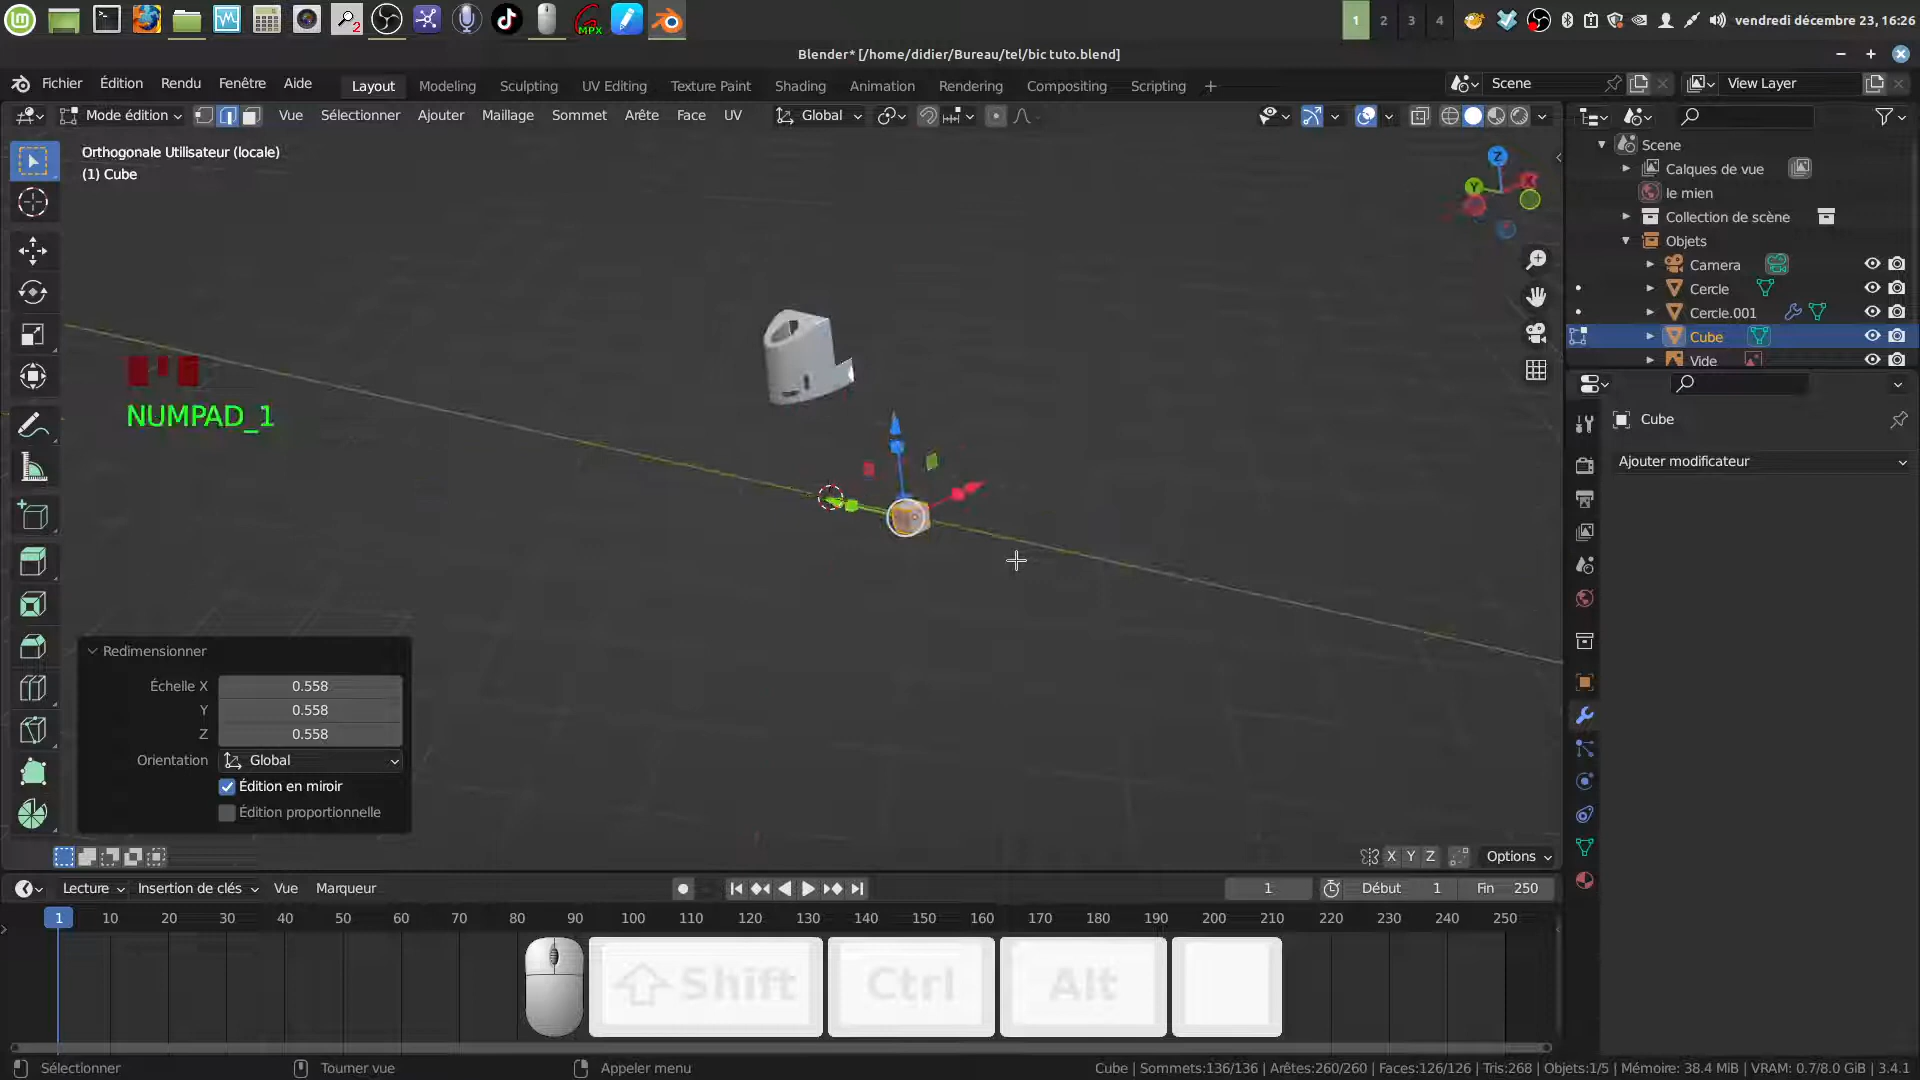 MPX
2
1 2 3 4
vendredi décembre 23, 16:26
Blender* [/home/didier/Bureau/tel/bic tuto.blend]
Fichier Édition Rendu Fenêtre Aide
Layout Modeling Sculpting UV Editing Texture Paint Shading Animation Rendering Compositing Scripting +
Scene
View Layer
Mode édition Vue Sélectionner Ajouter Maillage Sommet Arête Face UV
Global
Orthogonale Utilisateur (locale)
(1) Cube
Z
Y
X
NUMPAD_1
Scene
Calques de vue
le mien
Collection de scène
Objets
Camera
Cercle
Cercle.001
Cube
Vide
Cube
Ajouter modificateur
Redimensionner
Échelle X 0.558
Y 0.558
Z 0.558
Orientation Global
Édition en miroir
Édition proportionnelle
X Y Z Options
Lecture Insertion de clés Vue Marqueur
1 Début 1 Fin 250
1 10 20 30 40 50 60 70 80 90 100 110 120 130 140 150 160 170 180 190 200 210 220 230 240 250
Shift Ctrl Alt
Sélectionner Tourner vue Appeler menu
Cube | Sommets:136/136 | Arêtes:260/260 | Faces:126/126 | Tris:268 | Objets:1/5 | Mémoire: 38.4 MiB | VRAM: 0.7/8.0 GiB | 3.4.1